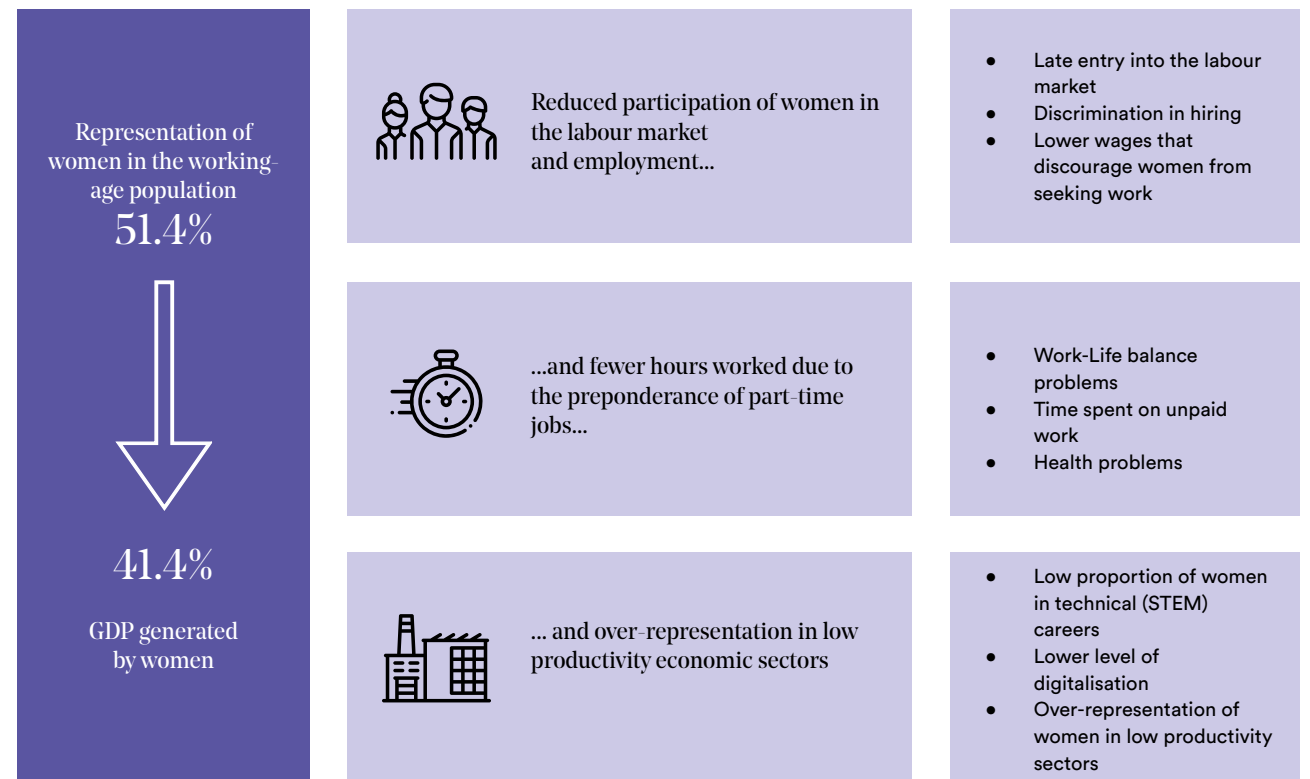 Representation of
women in the working-
age population
51.4%
41.4%
GDP generated
by women
Reduced participation of women in
the labour market
and employment...
● Late entry into the labour
market
● Discrimination in hiring
● Lower wages that
discourage women from
seeking work
...and fewer hours worked due to
the preponderance of part-time
jobs...
● Work-Life balance
problems
● Time spent on unpaid
work
● Health problems
... and over-representation in low
productivity economic sectors
● Low proportion of women
in technical (STEM)
careers
● Lower level of
digitalisation
● Over-representation of
women in low productivity
sectors